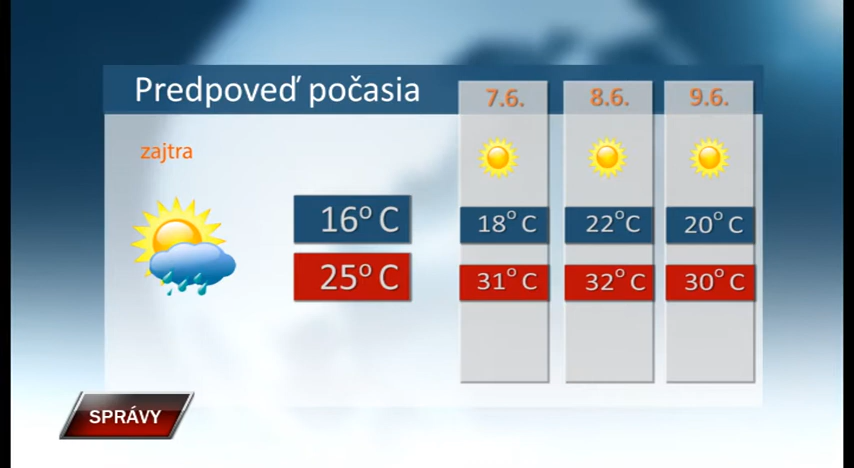 Predpoveď počasia
zajtra
16° C
25° C
7.6.
18° C
31° C
8.6.
22°C
32° C
9.6.
20° C
30° C
SPRÁVY